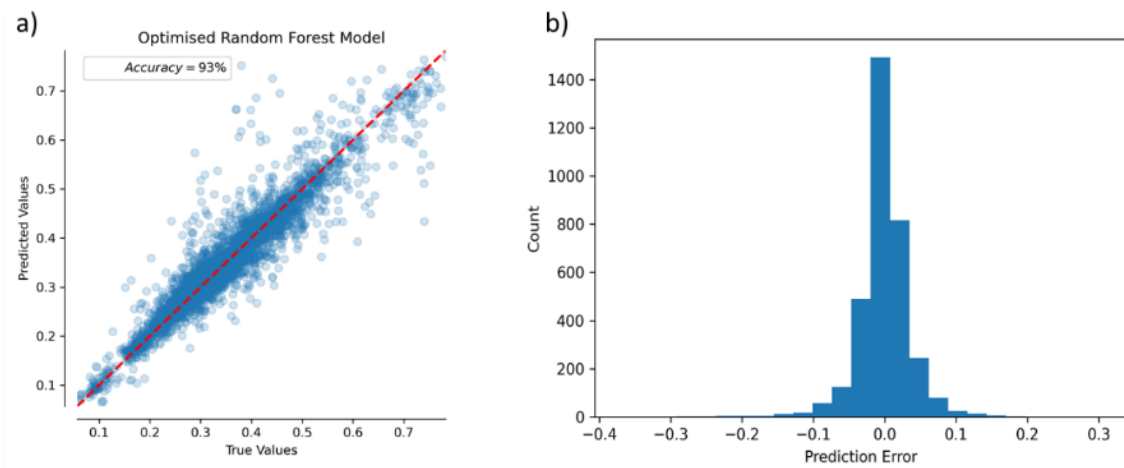 a)
Optimised Random Forest Model
Accuracy = 93%
Predicted Values
0.7
0.6
0.5
0.4
0.3
0.2
0.1
0.1 0.2 0.3 0.4 0.5 0.6 0.7
True Values
b)
Count
1400
1200
1000
800
600
400
200
0
−0.4 −0.3 −0.2 −0.1 0.0 0.1 0.2 0.3
Prediction Error